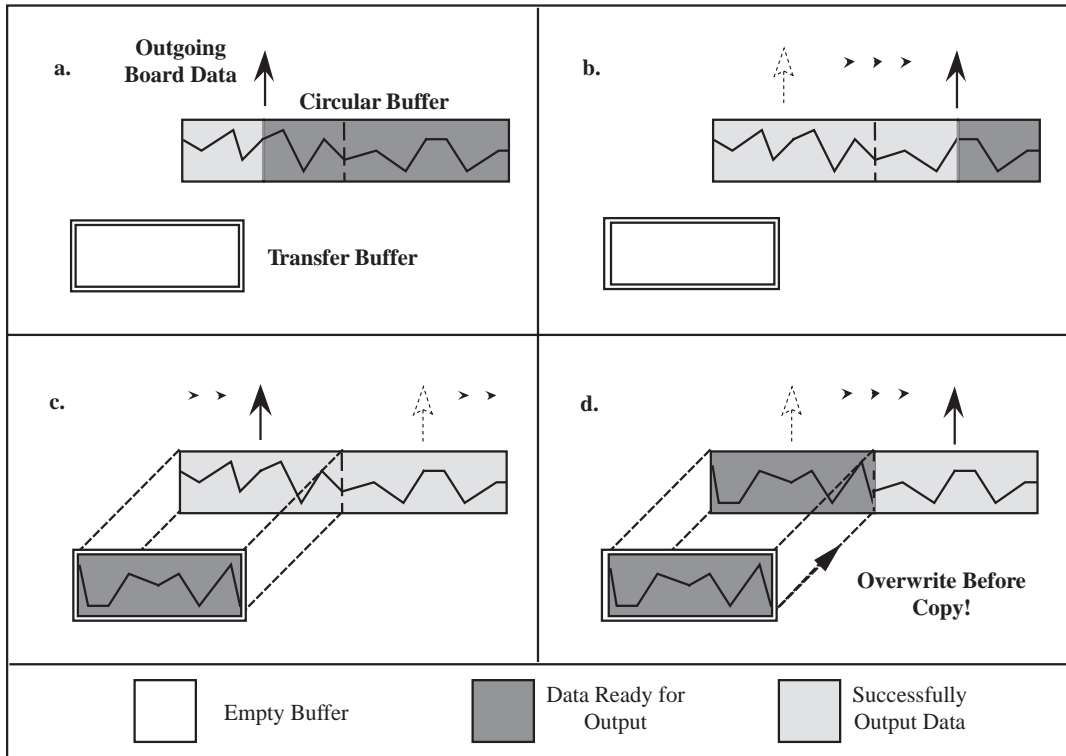 a.
Outgoing
Board Data
Circular Buffer
Transfer Buffer
b.
c.
d.
Overwrite Before
Copy!
Empty Buffer
Data Ready for
Output
Successfully
Output Data